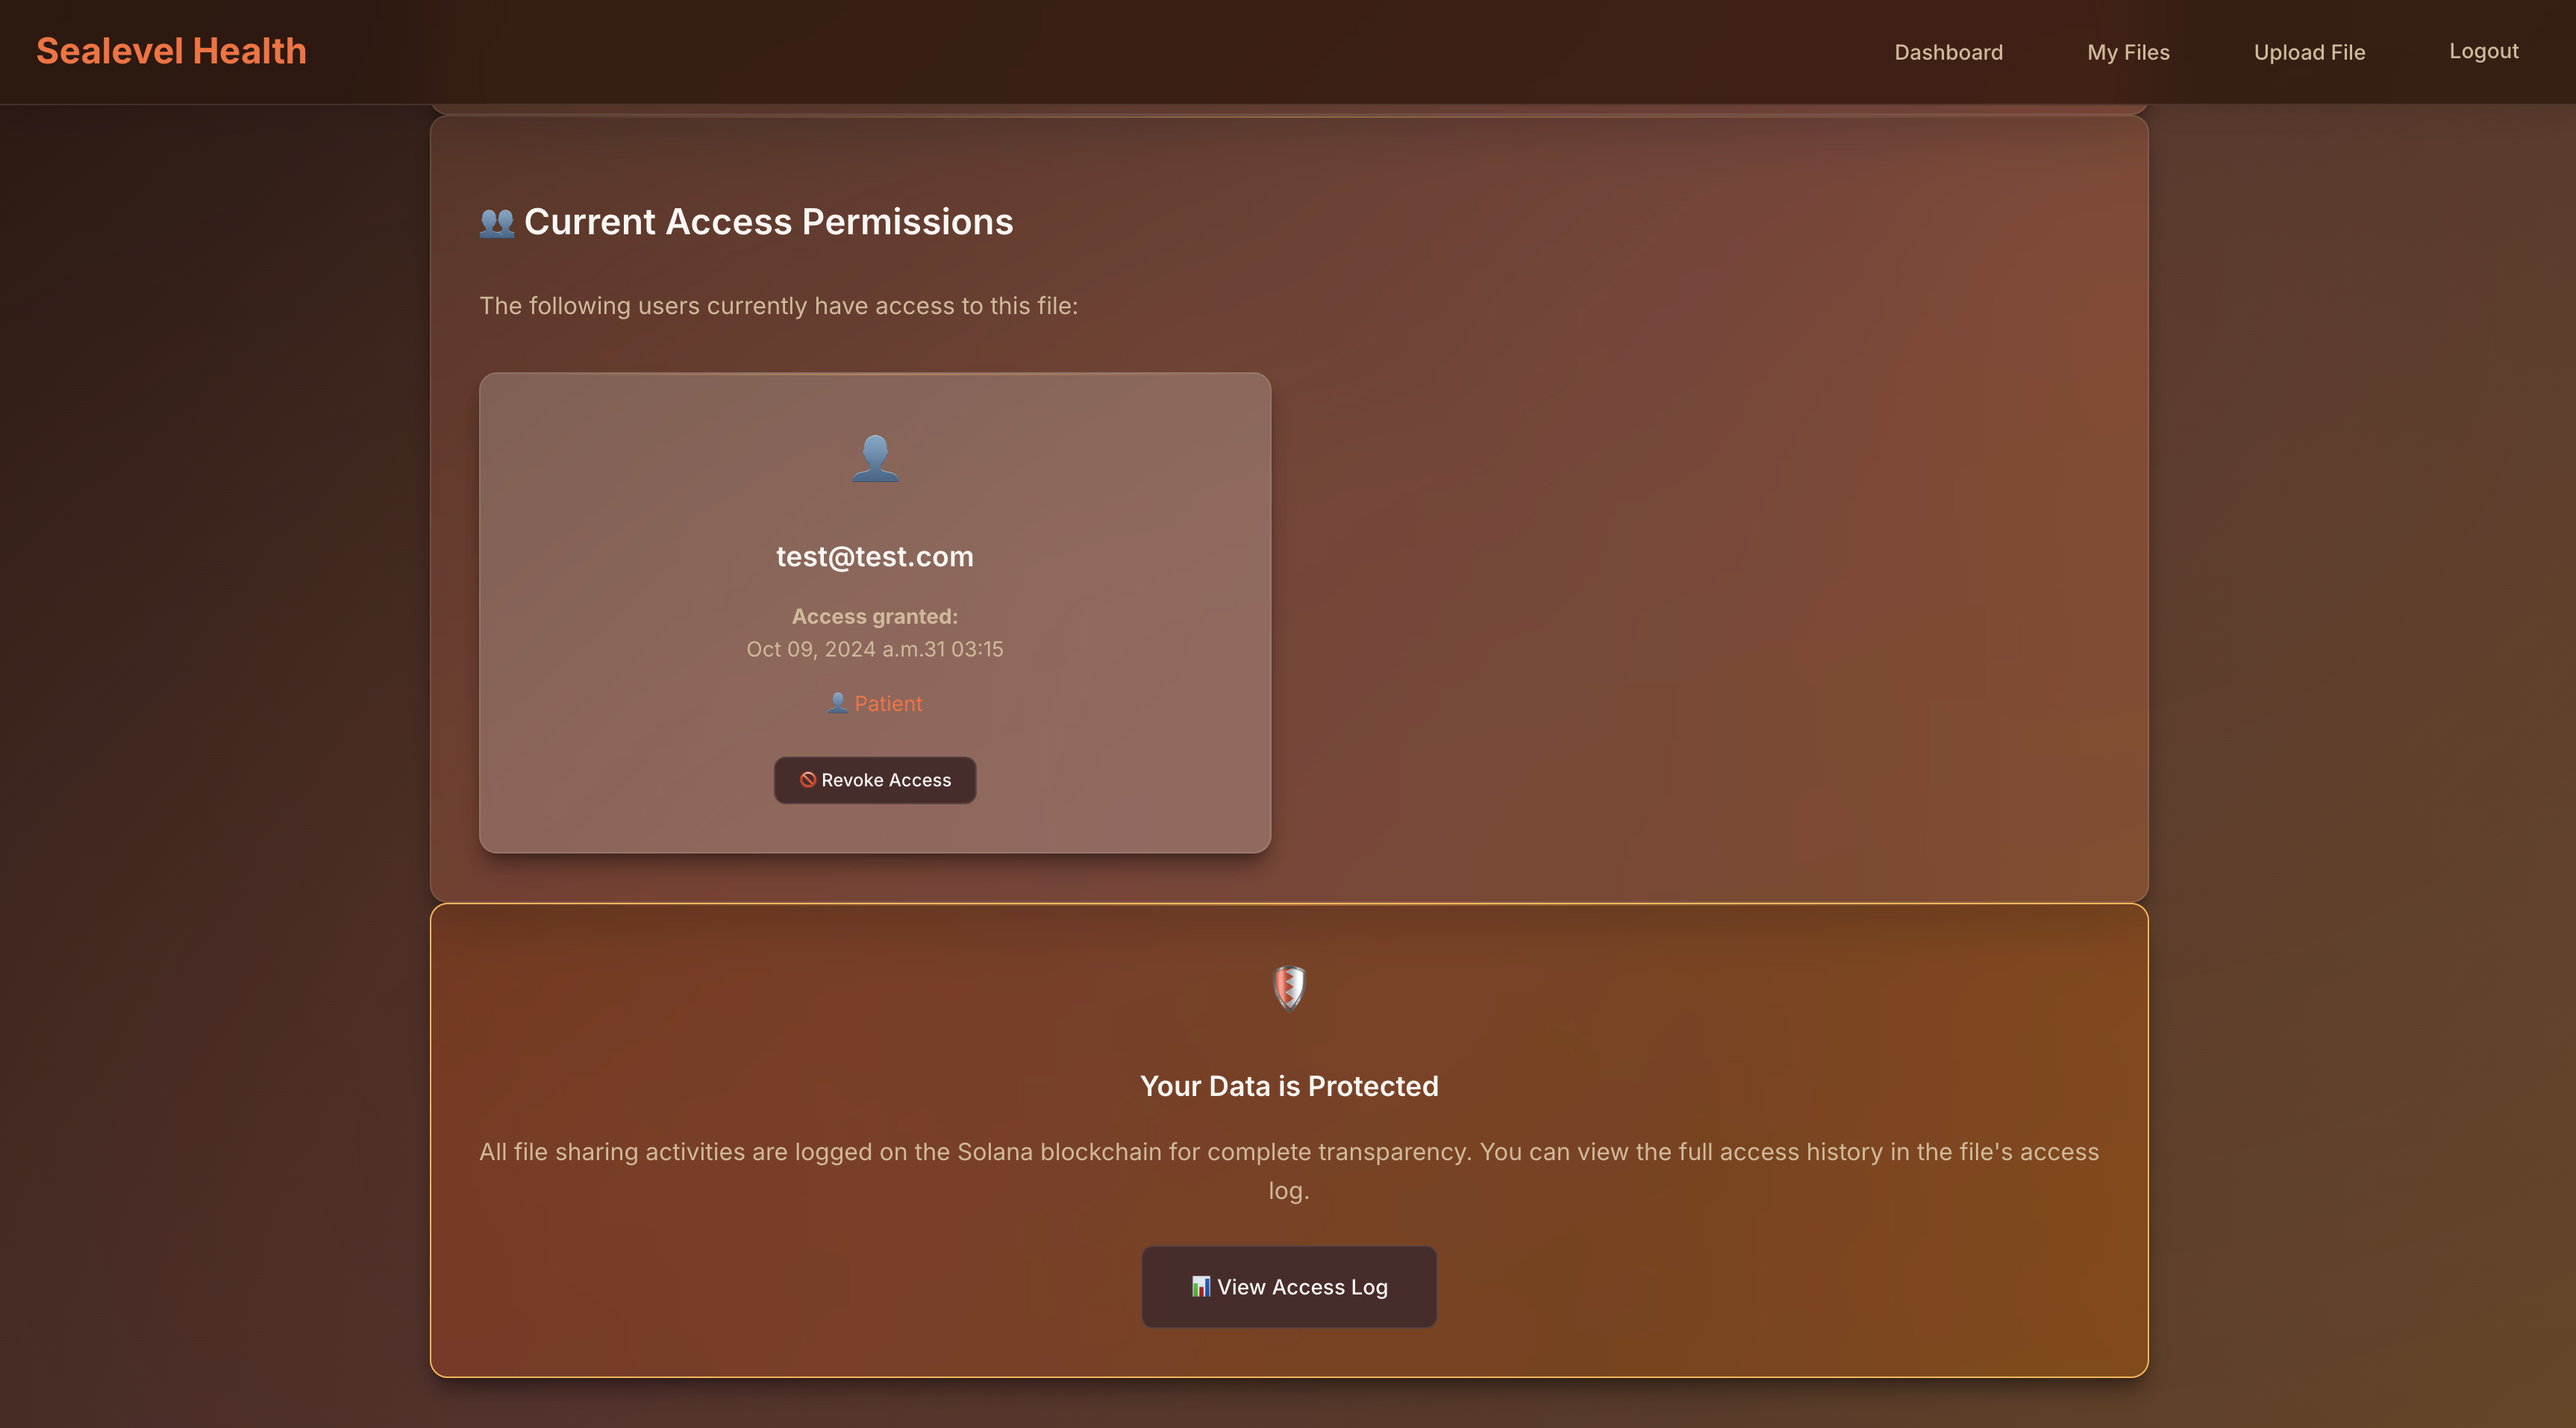 Sealevel Health
Dashboard
My Files
Upload File
Logout
Current Access Permissions
The following users currently have access to this file:
test@test.com
Access granted:
Oct 09, 2024 a.m.31 03:15
Patient
Revoke Access
Your Data is Protected
All file sharing activities are logged on the Solana blockchain for complete transparency. You can view the full access history in the file's access
log.
View Access Log